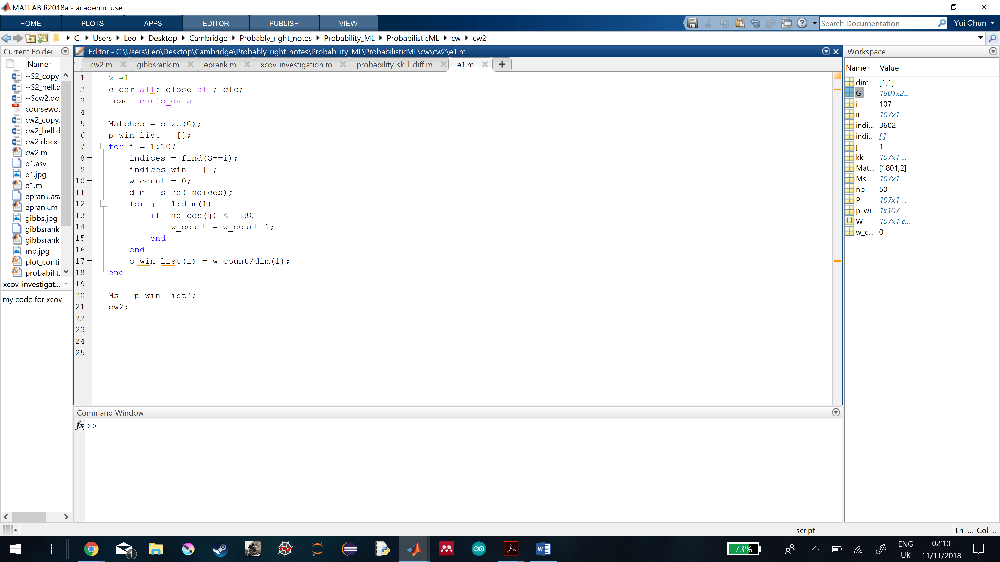 MATLAB R2018a - academic use
HOME PLOTS APPS EDITOR PUBLISH VIEW
Search Documentation
Yui Chun
C: Users Leo Desktop Cambridge Probably_right_notes Probability_ML ProbabilisticML cw cw2
Current Folder
Name
~$2_copy.
~$2_hell.d
~$cw2.do.
coursewo.
cw2_copy.
cw2_hell.d
cw2.docx
cw2.m
e1.asv
e1.jpg
e1.m
eprank.asv
eprank.m
gibbs.jpg
gibbsrank.
gibbsrank.
mp.jpg
plot_conti.
probabilit.
xcov_investigat...
my code for xcov
Editor - C:\Users\Leo\Desktop\Cambridge\Probably_right_notes\Probability_ML\ProbabilisticML\cw\cw2\e1.m
cw2.m gibbsrank.m eprank.m xcov_investigation.m probability_skill_diff.m e1.m +
1 % e1
2 clear all; close all; clc;
3 load tennis_data
4
5 Matches = size(G);
6 p_win_list = [];
7 for i = 1:107
8 indices = find(G==i);
9 indices_win = [];
10 w_count = 0;
11 dim = size(indices);
12 for j = 1:dim(1)
13 if indices(j) <= 1801
14 w_count = w_count+1;
15 end
16 end
17 p_win_list(i) = w_count/dim(1);
18 end
19
20 Ms = p_win_list';
21 cw2;
22
23
24
25
Command Window
fx >>
Workspace
Name Value
dim [1,1]
G 1801x2...
i 107
ii 107x1 ...
indi... 3602
indi... []
j 1
kk 107x1 ...
Mat... [1801,2]
Ms 107x1 ...
np 50
P 107x1 ...
p_wi... 1x107 ...
W 107x1 c...
w_c... 0
script
Ln ... Col ...
1
73%
ENG
UK
02:10
11/11/2018